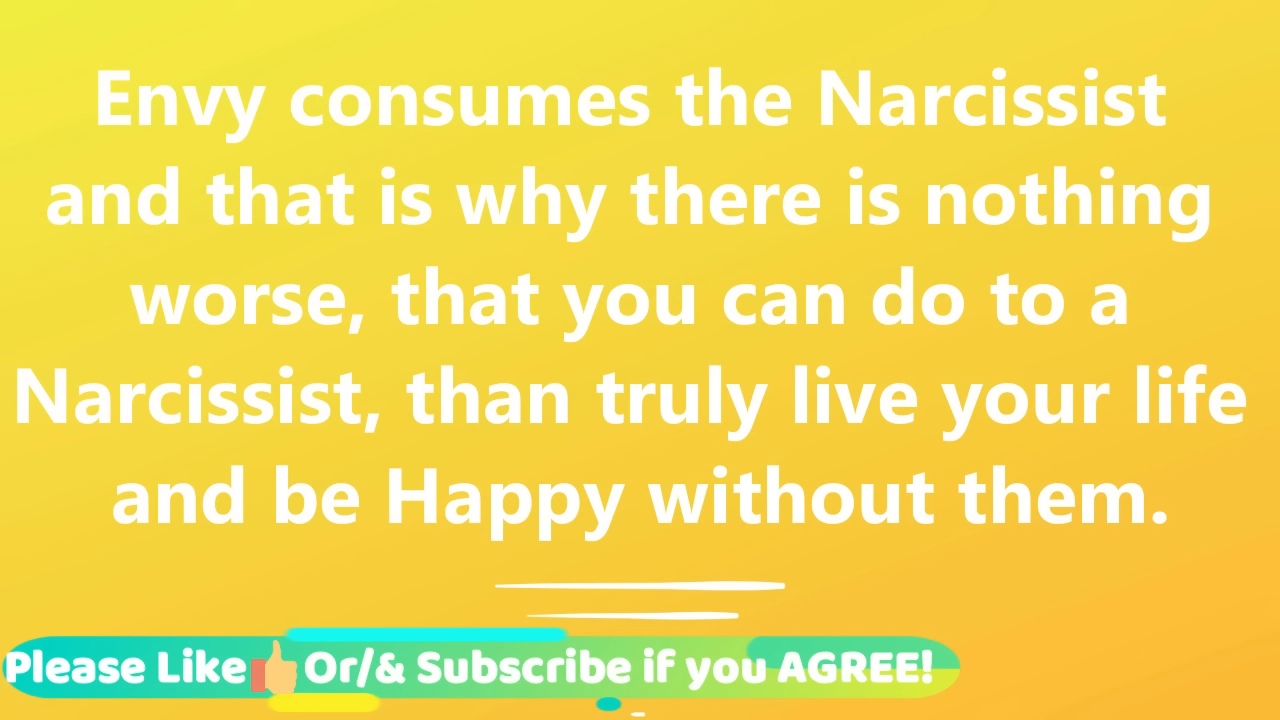 Envy consumes the Narcissist
and that is why there is nothing
worse, that you can do to a
Narcissist, than truly live your life
and be Happy without them.
Please Like Or/& Subscribe if you AGREE!